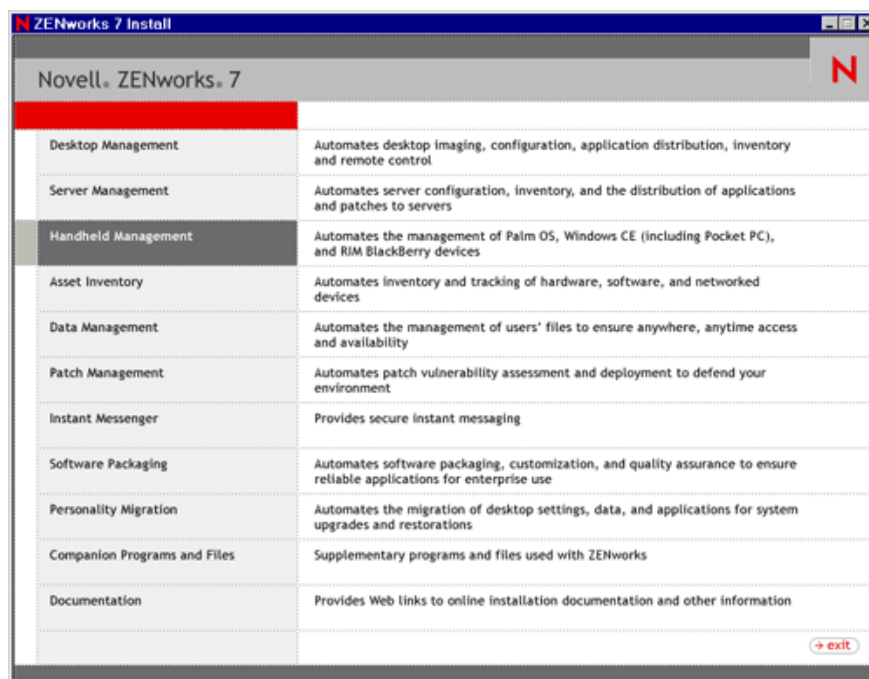 N ZENworks 7 Install
Novell® ZENworks® 7
N
Desktop Management
Automates desktop imaging, configuration, application distribution, inventory
and remote control
Server Management
Automates server configuration, inventory, and the distribution of applications
and patches to servers
Handheld Management
Automates the management of Palm OS, Windows CE (including Pocket PC),
and RIM BlackBerry devices
Asset Inventory
Automates inventory and tracking of hardware, software, and networked
devices
Data Management
Automates the management of users' files to ensure anywhere, anytime access
and availability
Patch Management
Automates patch vulnerability assessment and deployment to defend your
environment
Instant Messenger
Provides secure instant messaging
Software Packaging
Automates software packaging, customization, and quality assurance to ensure
reliable applications for enterprise use
Personality Migration
Automates the migration of desktop settings, data, and applications for system
upgrades and restorations
Companion Programs and Files
Supplementary programs and files used with ZENworks
Documentation
Provides Web links to online installation documentation and other information
→ exit